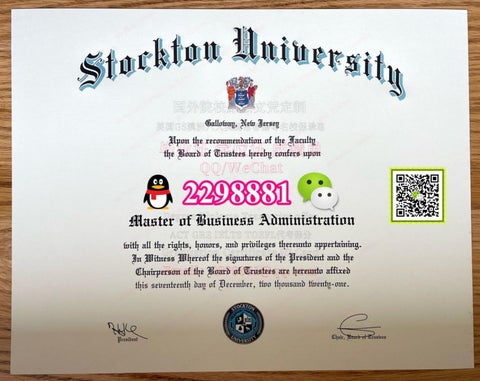 Stockton University
Galloway, New Jersey
Upon the recommendation of the Faculty
the Board of Trustees hereby confers upon
QQ/WeChat
2298881
Master of Business Administration
with all the rights, honors, and privileges thereunto appertaining.
In Witness Whereof the signatures of the President and the
Chairperson of the Board of Trustees are hereunto affixed
this seventeenth day of December, two thousand twenty-one.
STOCKTON
UNIVERSITY
President
Chair, Board of Trustees